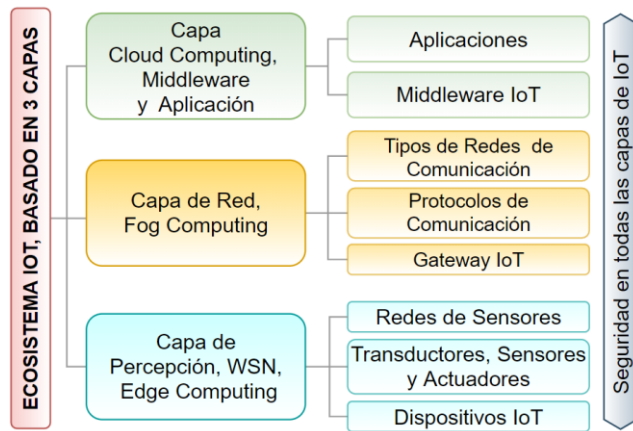 ECOSISTEMA IOT, BASADO EN 3 CAPAS
Capa
Cloud Computing,
Middleware
y Aplicación
Aplicaciones
Middleware IoT
Capa de Red,
Fog Computing
Tipos de Redes de
Comunicación
Protocolos de
Comunicación
Gateway IoT
Capa de
Percepción, WSN,
Edge Computing
Redes de Sensores
Transductores, Sensores
y Actuadores
Dispositivos IoT
Seguridad en todas las capas de IoT